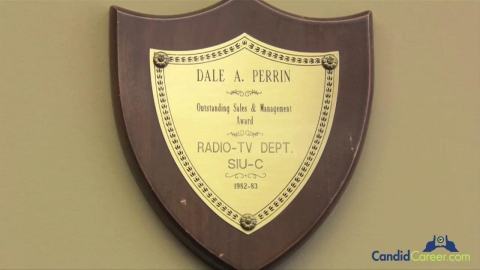 DALE A. PERRIN
Outstanding Sales & Management
Award
RADIO-TV DEPT.
SIU-C
1982-83
CandidCareer.com